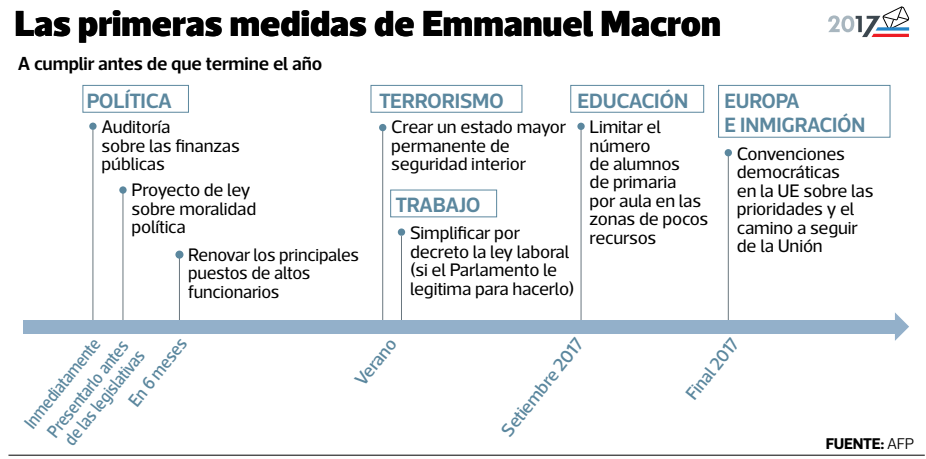 Las primeras medidas de Emmanuel Macron
2017
A cumplir antes de que termine el año
POLÍTICA
Auditoría
sobre las finanzas
públicas
Proyecto de ley
sobre moralidad
política
Renovar los principales
puestos de altos
funcionarios
TERRORISMO
Crear un estado mayor
permanente de
seguridad interior
TRABAJO
Simplificar por
decreto la ley laboral
(si el Parlamento le
legitima para hacerlo)
EDUCACIÓN
Limitar el
número
de alumnos
de primaria
por aula en las
zonas de pocos
recursos
EUROPA
E INMIGRACIÓN
Convenciones
democráticas
en la UE sobre las
prioridades y el
camino a seguir
de la Unión
Inmediatamente
Presentarlo antes
de las legislativas
En 6 meses
Verano
Setiembre 2017
Final 2017
FUENTE: AFP